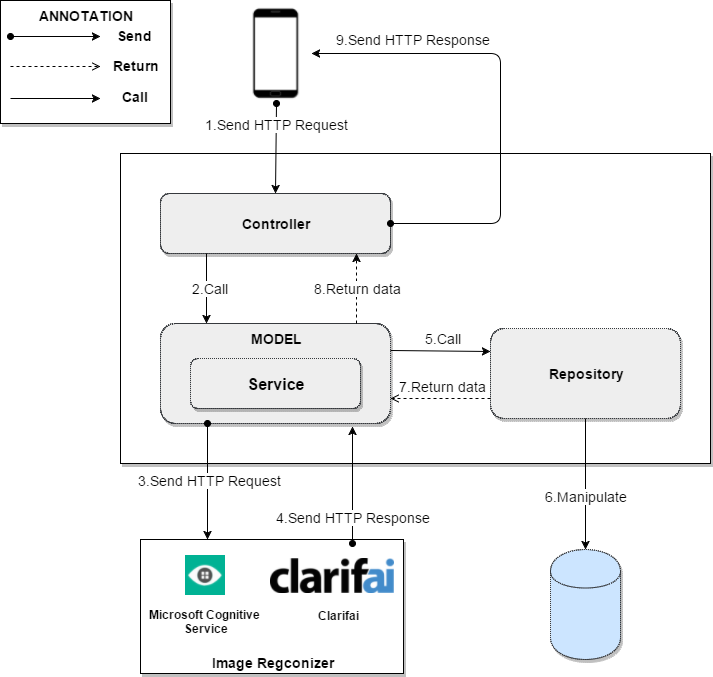 ANNOTATION
Send
Return
Call
9.Send HTTP Response
1.Send HTTP Request
Controller
2.Call
8.Return data
MODEL
Service
5.Call
7.Return data
Repository
3.Send HTTP Request
4.Send HTTP Response
6.Manipulate
clarifai
Microsoft Cognitive
Service
Clarifai
Image Regconizer